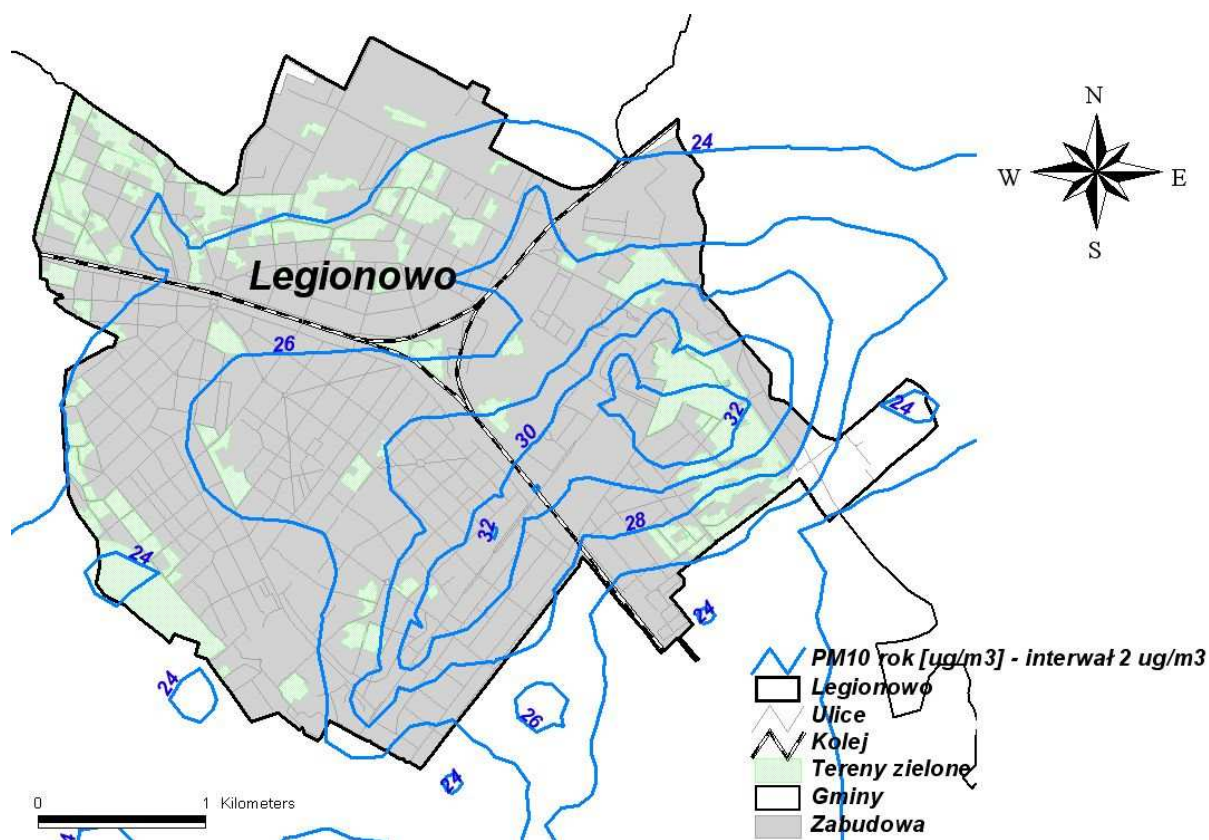 N
W
E
S
24
Legionowo
26
24
32
30
28
32
24
24
24
26
24
24
PM10 rok [ug/m3] - interwał 2 ug/m3
Legionowo
Ulice
Kolej
Tereny zielone
Gminy
Zabudowa
0 1 Kilometers